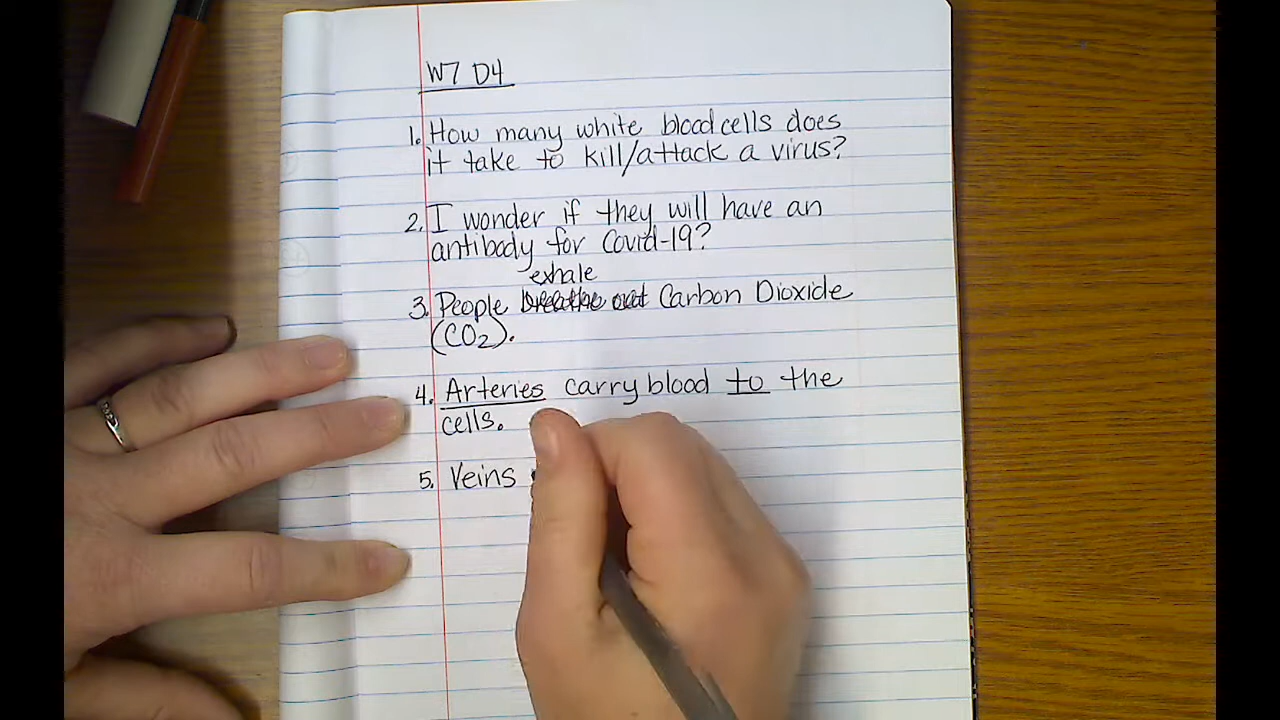 W7 D4
1. How many white blood cells does
it take to kill/attack a virus?
2. I wonder if they will have an
antibody for Covid-19?
exhale
3. People breathe out Carbon Dioxide
(CO2).
4. Arteries carry blood to the
cells.
5. Veins